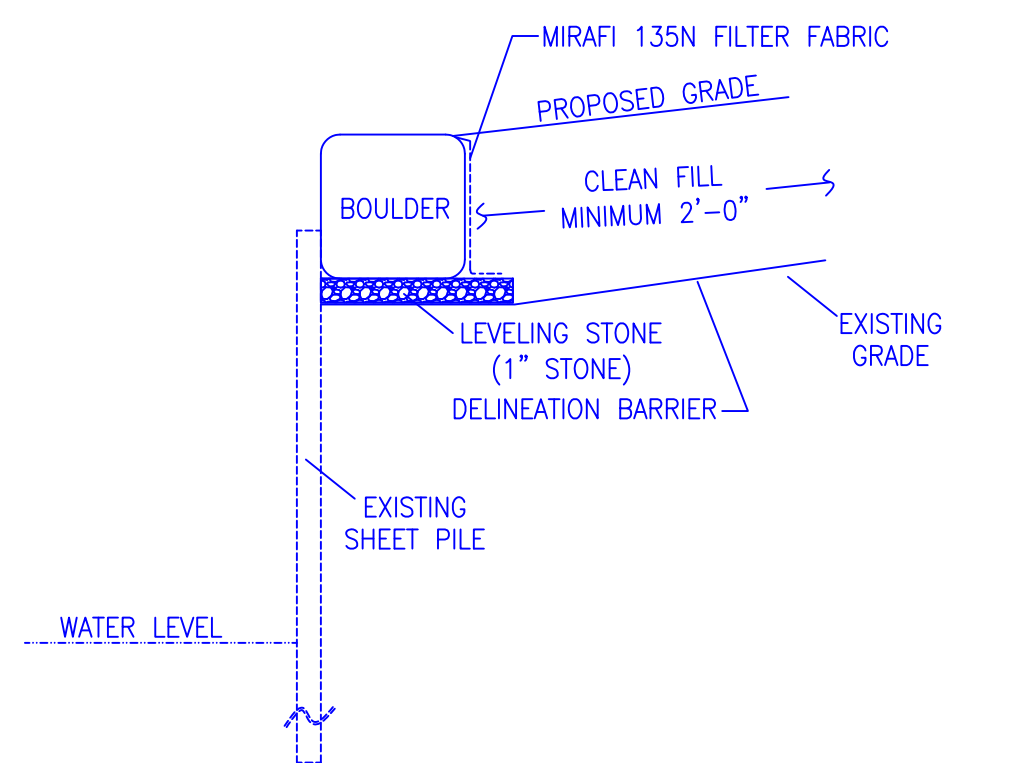 MIRAFI 135N FILTER FABRIC
PROPOSED GRADE
CLEAN FILL
MINIMUM 2'-0"
BOULDER
EXISTING
GRADE
LEVELING STONE
(1" STONE)
DELINEATION BARRIER
EXISTING
SHEET PILE
WATER LEVEL